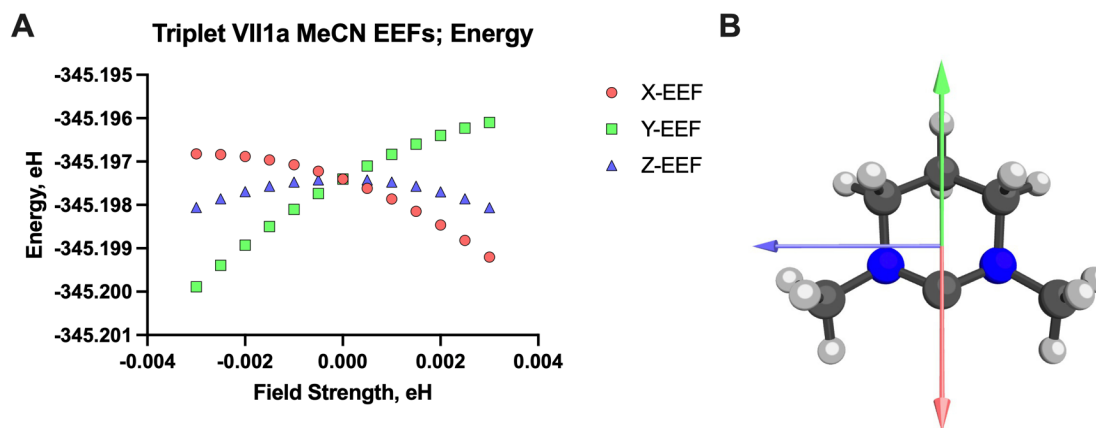 A
Triplet VII1a MeCN EEFs; Energy
B
-345.195
-345.196
-345.197
-345.198
-345.199
-345.200
-345.201
Energy, eH
-0.004
-0.002
0.000
0.002
0.004
Field Strength, eH
X-EEF
Y-EEF
Z-EEF